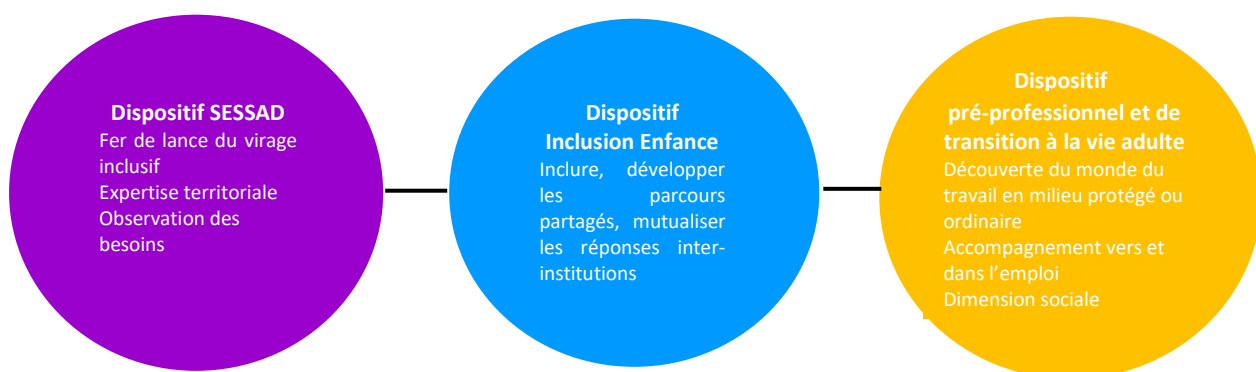 Dispositif SESSAD
Fer de lance du virage
inclusif
Expertise territoriale
Observation des
besoins
Dispositif
Inclusion Enfance
Inclure, développer
les parcours
partagés, mutualiser
les réponses inter-
institutions
Dispositif
pré-professionnel et de
transition à la vie adulte
Découverte du monde du
travail en milieu protégé ou
ordinaire
Accompagnement vers et
dans l'emploi
Dimension sociale